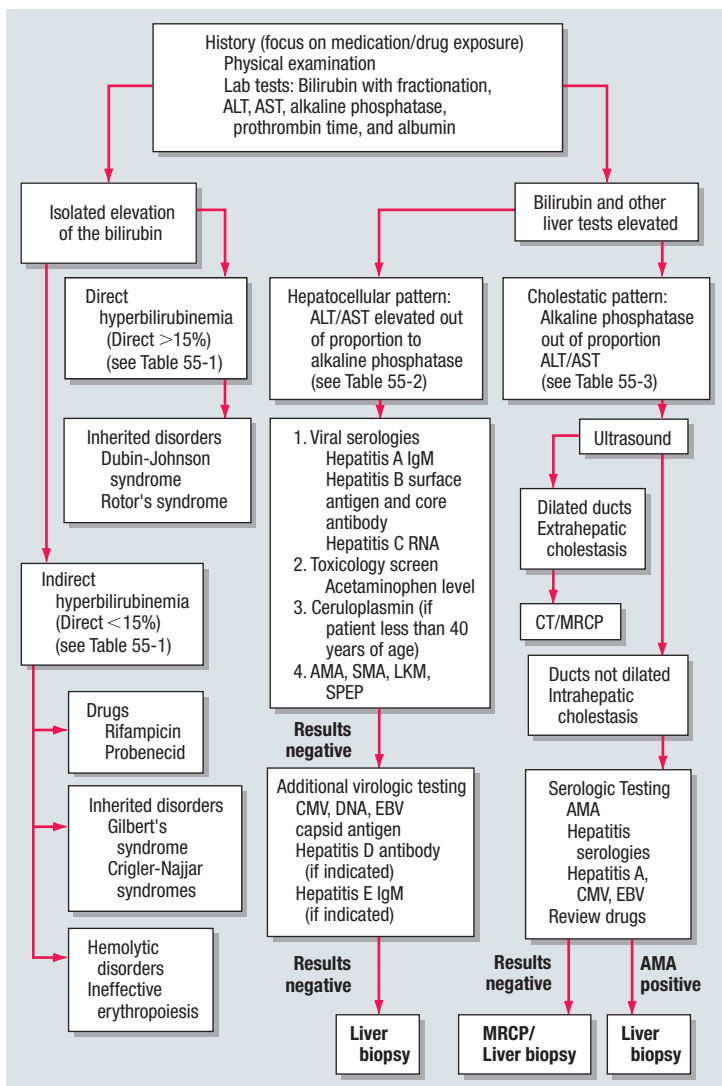 History (focus on medication/drug exposure)
Physical examination
Lab tests: Bilirubin with fractionation,
ALT, AST, alkaline phosphatase,
prothrombin time, and albumin
Isolated elevation
of the bilirubin
Bilirubin and other
liver tests elevated
Direct
hyperbilirubinemia
(Direct >15%)
(see Table 55-1)
Inherited disorders
Dubin-Johnson
syndrome
Rotor's syndrome
Indirect
hyperbilirubinemia
(Direct <15%)
(see Table 55-1)
Drugs
Rifampicin
Probenecid
Inherited disorders
Gilbert's
syndrome
Crigler-Najjar
syndromes
Hemolytic
disorders
Ineffective
erythropoiesis
Hepatocellular pattern:
ALT/AST elevated out
of proportion to
alkaline phosphatase
(see Table 55-2)
1. Viral serologies
Hepatitis A IgM
Hepatitis B surface
antigen and core
antibody
Hepatitis C RNA
2. Toxicology screen
Acetaminophen level
3. Ceruloplasmin (if
patient less than 40
years of age)
4. AMA, SMA, LKM,
SPEP
Results
negative
Additional virologic testing
CMV, DNA, EBV
capsid antigen
Hepatitis D antibody
(if indicated)
Hepatitis E IgM
(if indicated)
Results
negative
Liver
biopsy
Cholestatic pattern:
Alkaline phosphatase
out of proportion
ALT/AST
(see Table 55-3)
Ultrasound
Dilated ducts
Extrahepatic
cholestasis
CT/MRCP
Ducts not dilated
Intrahepatic
cholestasis
Serologic Testing
AMA
Hepatitis
serologies
Hepatitis A,
CMV, EBV
Review drugs
Results
negative
AMA
positive
MRCP/
Liver biopsy
Liver
biopsy